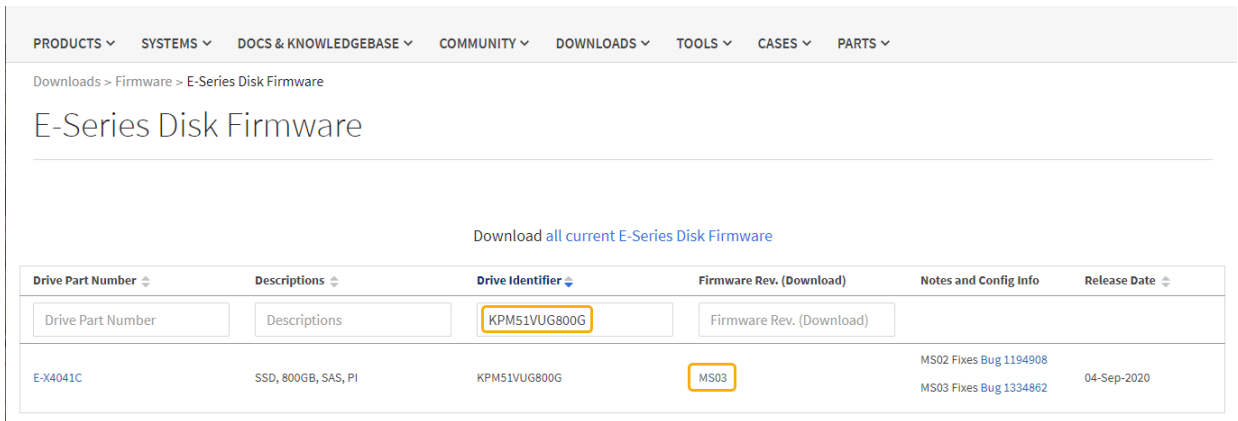 PRODUCTS SYSTEMS DOCS & KNOWLEDGEBASE COMMUNITY DOWNLOADS TOOLS CASES PARTS
Downloads > Firmware > E-Series Disk Firmware
E-Series Disk Firmware
Download all current E-Series Disk Firmware
Drive Part Number Descriptions Drive Identifier Firmware Rev. (Download) Notes and Config Info Release Date
Drive Part Number Descriptions KPM51VUG800G Firmware Rev. (Download)
MS02 Fixes Bug 1194908
E-X4041C SSD, 800GB, SAS, PI KPM51VUG800G MS03 04-Sep-2020
MS03 Fixes Bug 1334862